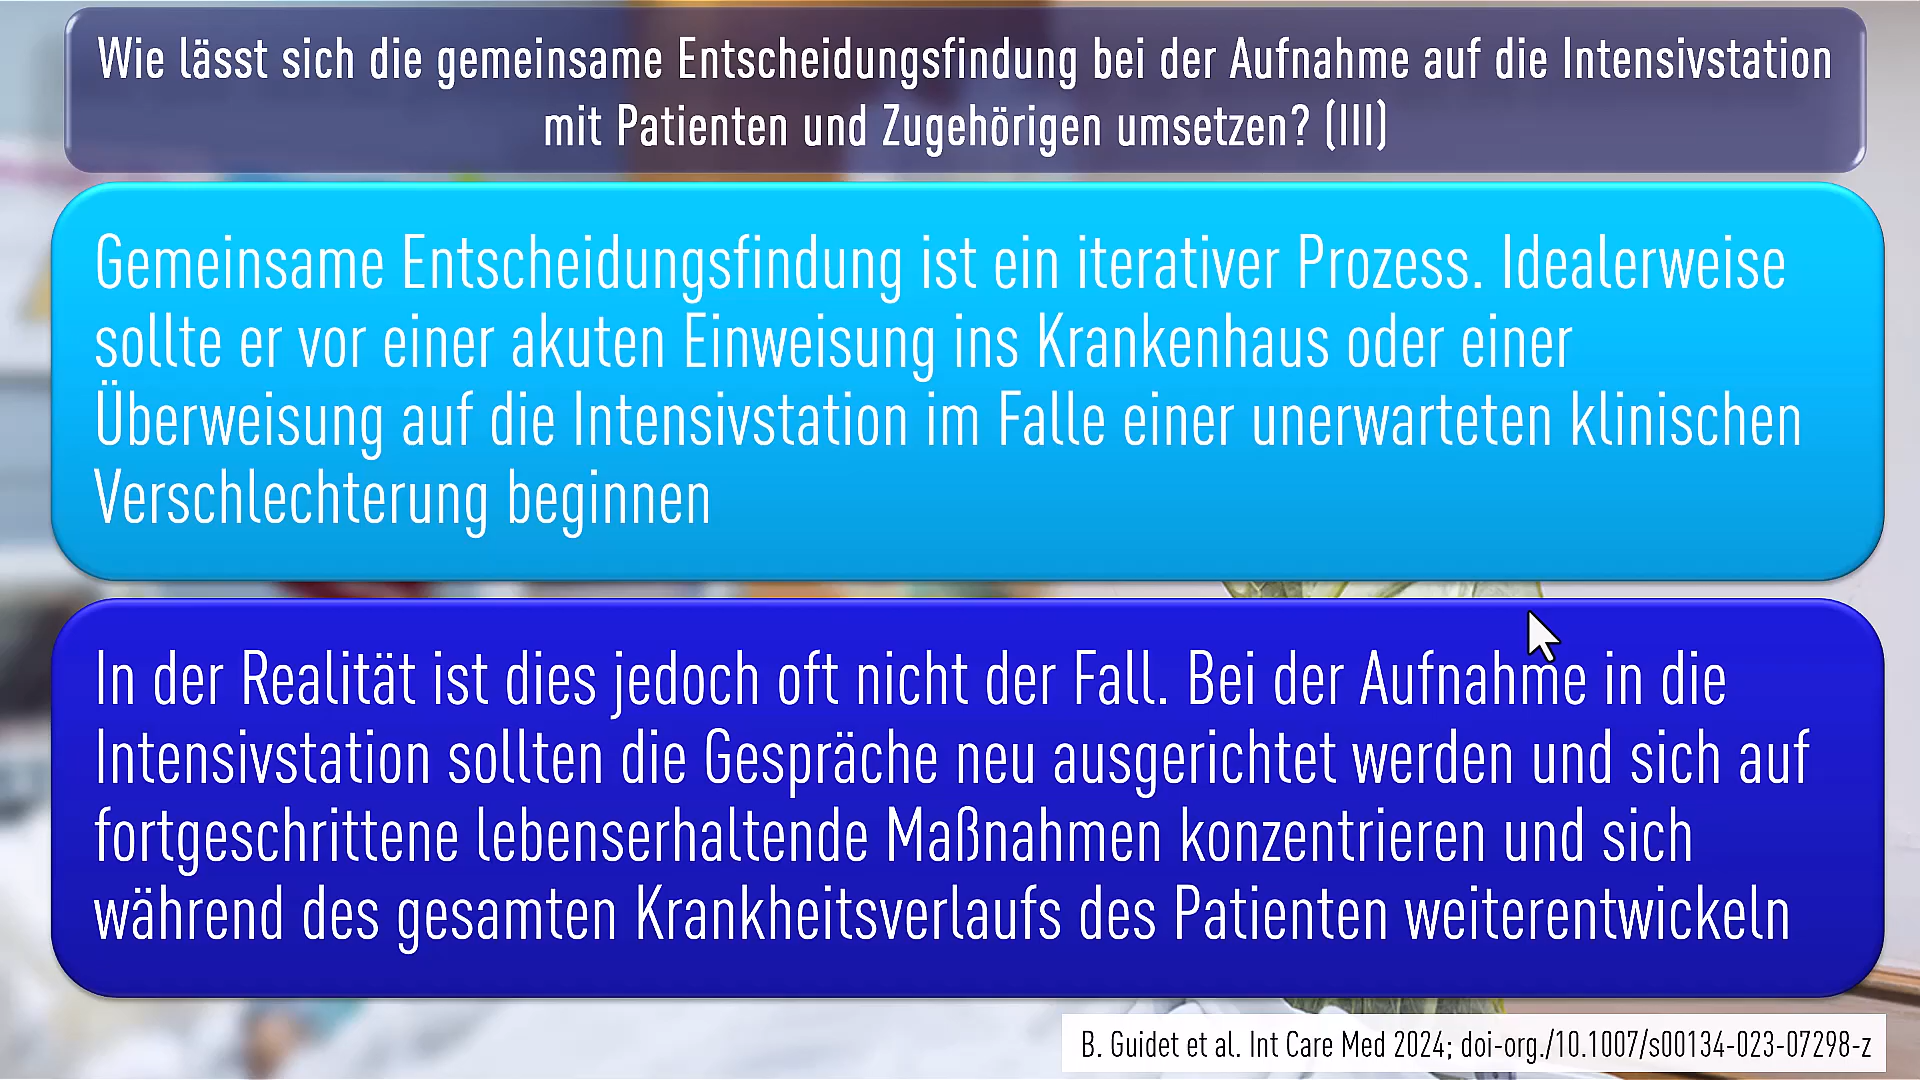 Wie lässt sich die gemeinsame Entscheidungsfindung bei der Aufnahme auf die Intensivstation
mit Patienten und Zugehörigen umsetzen? (III)
Gemeinsame Entscheidungsfindung ist ein iterativer Prozess. Idealerweise
sollte er vor einer akuten Einweisung ins Krankenhaus oder einer
Überweisung auf die Intensivstation im Falle einer unerwarteten klinischen
Verschlechterung beginnen
In der Realität ist dies jedoch oft nicht der Fall. Bei der Aufnahme in die
Intensivstation sollten die Gespräche neu ausgerichtet werden und sich auf
fortgeschrittene lebenserhaltende Maßnahmen konzentrieren und sich
während des gesamten Krankheitsverlaufs des Patienten weiterentwickeln
B. Guidet et al. Int Care Med 2024; doi-org./10.1007/s00134-023-07298-z